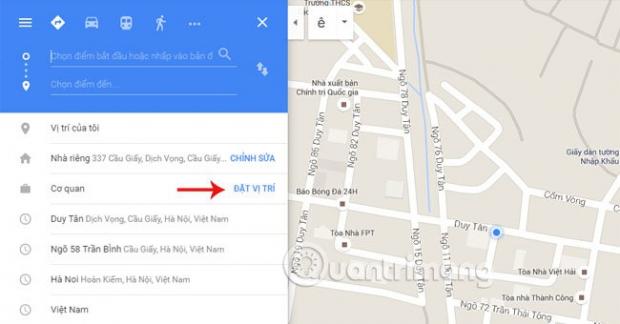 Chọn điểm bắt đầu hoặc nhấp vào bản đ
Chọn điểm đến...
Vị trí của tôi
Nhà riêng 337 Cầu Giấy, Dịch Vọng, Cầu Giấy... CHỈNH SỬA
Cơ quan ĐẶT VỊ TRÍ
Duy Tân Dịch Vọng, Cầu Giấy, Hà Nội, Việt Nam
Ngõ 58 Trần Bình Cầu Giấy, Hà Nội, Việt Nam
Hà Noi Hoàn Kiếm, Hà Nội, Việt Nam
Việt Nam
Trường THCS
ê
Nhà xuất bản
Chính trị Quốc gia
Ngõ 78 Duy Tân
Ngõ 86 Duy Tân
Ngõ 82 Duy Tân
Ngõ 76 Duy Tân
Giấy dán tường
Nhập Khẩu
Cốm Vòng
Báo Bóng Đá 24H
Duy Tân
Tòa Nhà FPT
Ngõ 19 Duy Tân
Ngõ 15 Duy Tân
Ngõ 11
Tòa Nhà Việt Hải
Tòa nhà Thành Công
Ngõ 72 Trần
Quantrimang